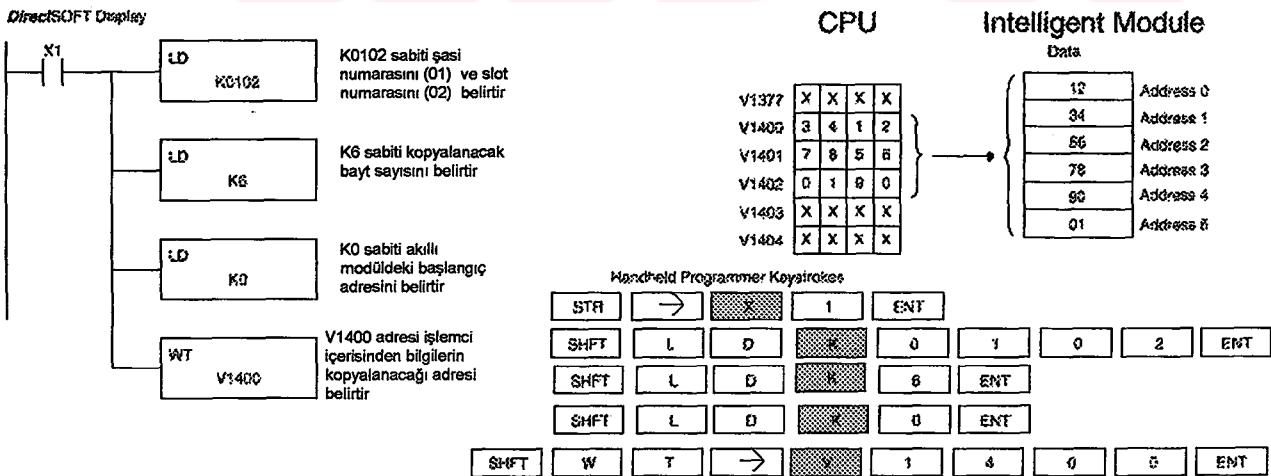 DirectSOFT Display
X1
LD
K0102
K0102 sabiti şasi
numarasını (01) ve slot
numarasını (02) belirtir
LD
K6
K6 sabiti kopyalanacak
bayt sayısını belirtir
LD
K0
K0 sabiti akıllı
modüldeki başlangıç
adresini belirtir
WT
V1400
V1400 adresi işlemci
içerisinden bilgilerin
kopyalanacağı adresi
belirtir
CPU
Intelligent Module
Data
V1377 X X X X
V1400 3 4 1 2
V1401 7 8 5 6
V1402 0 1 9 0
V1403 X X X X
V1404 X X X X
12 Address 0
34 Address 1
56 Address 2
78 Address 3
90 Address 4
01 Address 5
Handheld Programmer Keystrokes
STR → X 1 ENT
SHFT L D K 0 1 0 2 ENT
SHFT L D K 6 ENT
SHFT L D K 0 ENT
SHFT W T → V 1 4 0 0 ENT